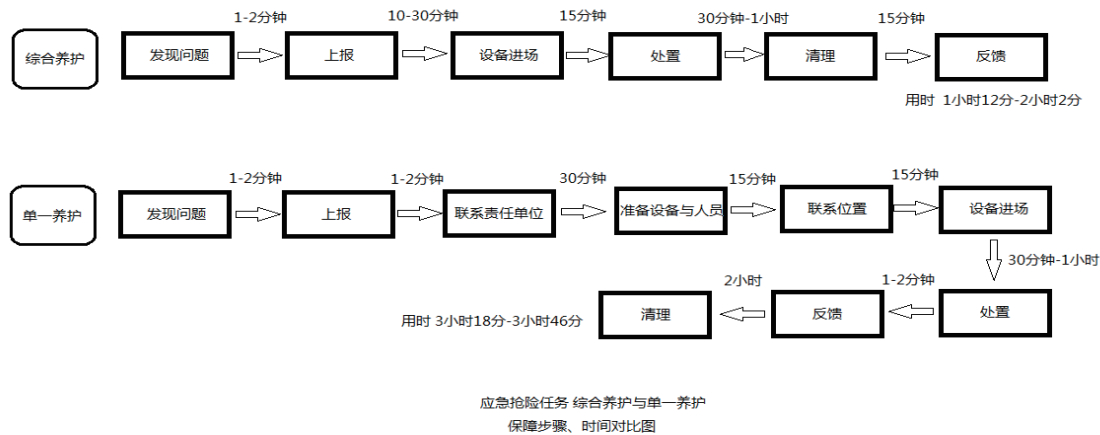 1-2分钟
10-30分钟
15分钟
30分钟-1小时
15分钟
综合养护
发现问题
上报
设备进场
处置
清理
反馈
用时 1小时12分-2小时2分
1-2分钟
1-2分钟
30分钟
15分钟
15分钟
单一养护
发现问题
上报
联系责任单位
准备设备与人员
联系位置
设备进场
30分钟-1小时
2小时
1-2分钟
用时 3小时18分-3小时46分
清理
反馈
处置
应急抢险任务 综合养护与单一养护
保障步骤、时间对比图